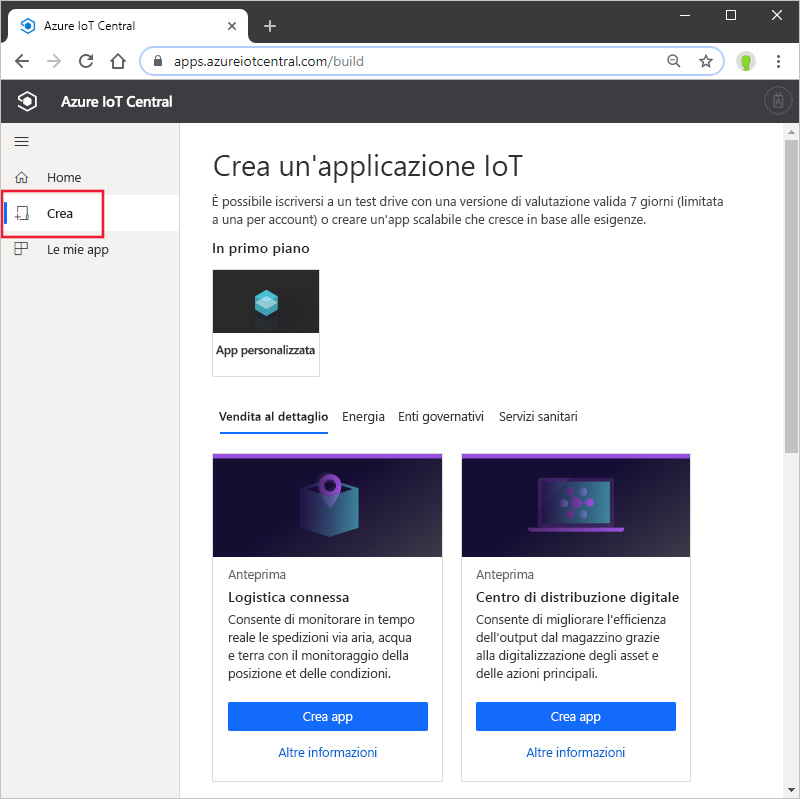 Azure IoT Central
apps.azureiotcentral.com/build
Azure IoT Central
Home
Crea
Le mie app
Crea un'applicazione IoT
È possibile iscriversi a un test drive con una versione di valutazione valida 7 giorni (limitata
a una per account) o creare un'app scalabile che cresce in base alle esigenze.
In primo piano
App personalizzata
Vendita al dettaglio Energia Enti governativi Servizi sanitari
Anteprima
Logistica connessa
Consente di monitorare in tempo
reale le spedizioni via aria, acqua
e terra con il monitoraggio della
posizione et delle condizioni.
Crea app
Altre informazioni
Anteprima
Centro di distribuzione digitale
Consente di migliorare l'efficienza
dell'output dal magazzino grazie
alla digitalizzazione degli asset e
delle azioni principali.
Crea app
Altre informazioni